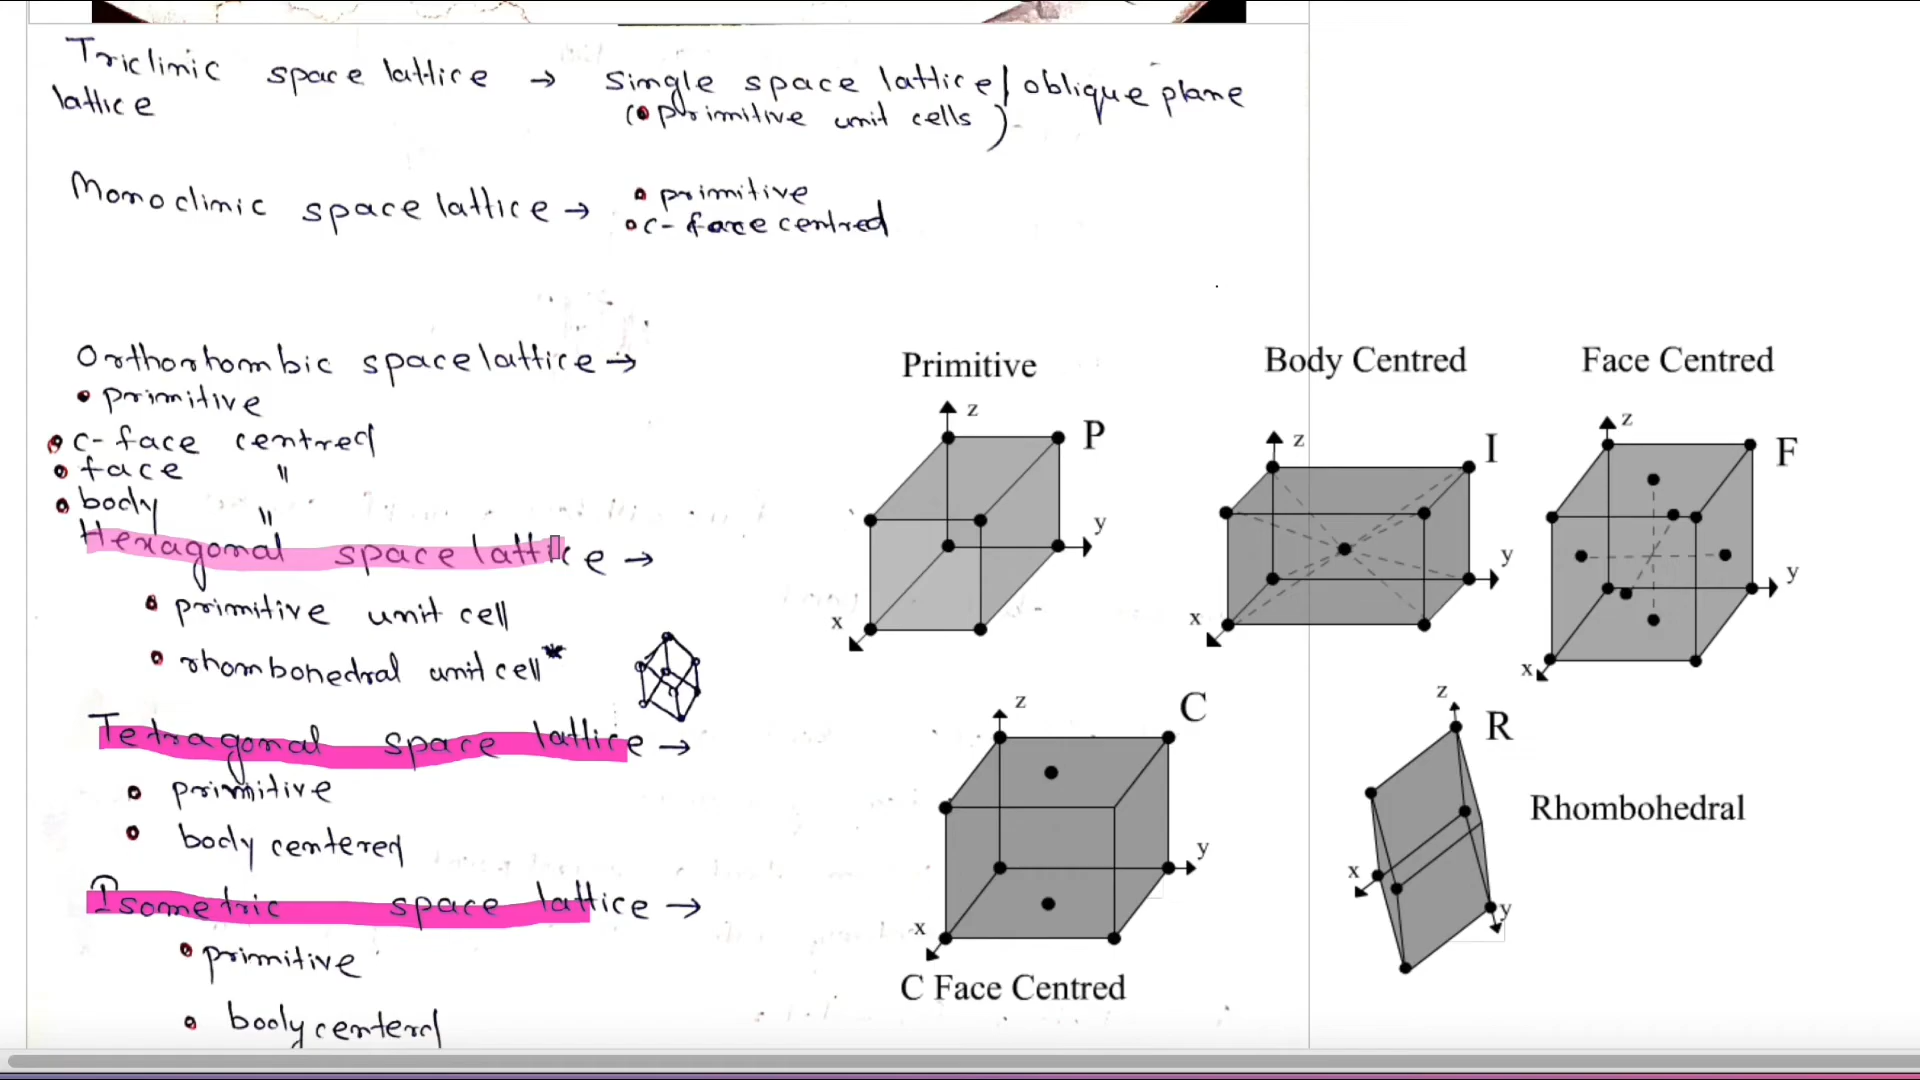 Triclinic space lattice → single space lattice/oblique plane
lattice
(• primitive unit cells)
Monoclinic space lattice → • primitive
• c-face centred
Orthorhombic space lattice →
• primitive
• c-face centred
• face "
• body "
Hexagonal space lattice →
• primitive unit cell
• rhombohedral unit cell*
Tetragonal space lattice →
• primitive
• body centered
Isometric space lattice →
• primitive
• body centerd
Primitive
z
P
y
x
Body Centred
z
I
y
x
Face Centred
z
F
y
x
z
C
y
x
C Face Centred
z
R
Rhombohedral
x
y